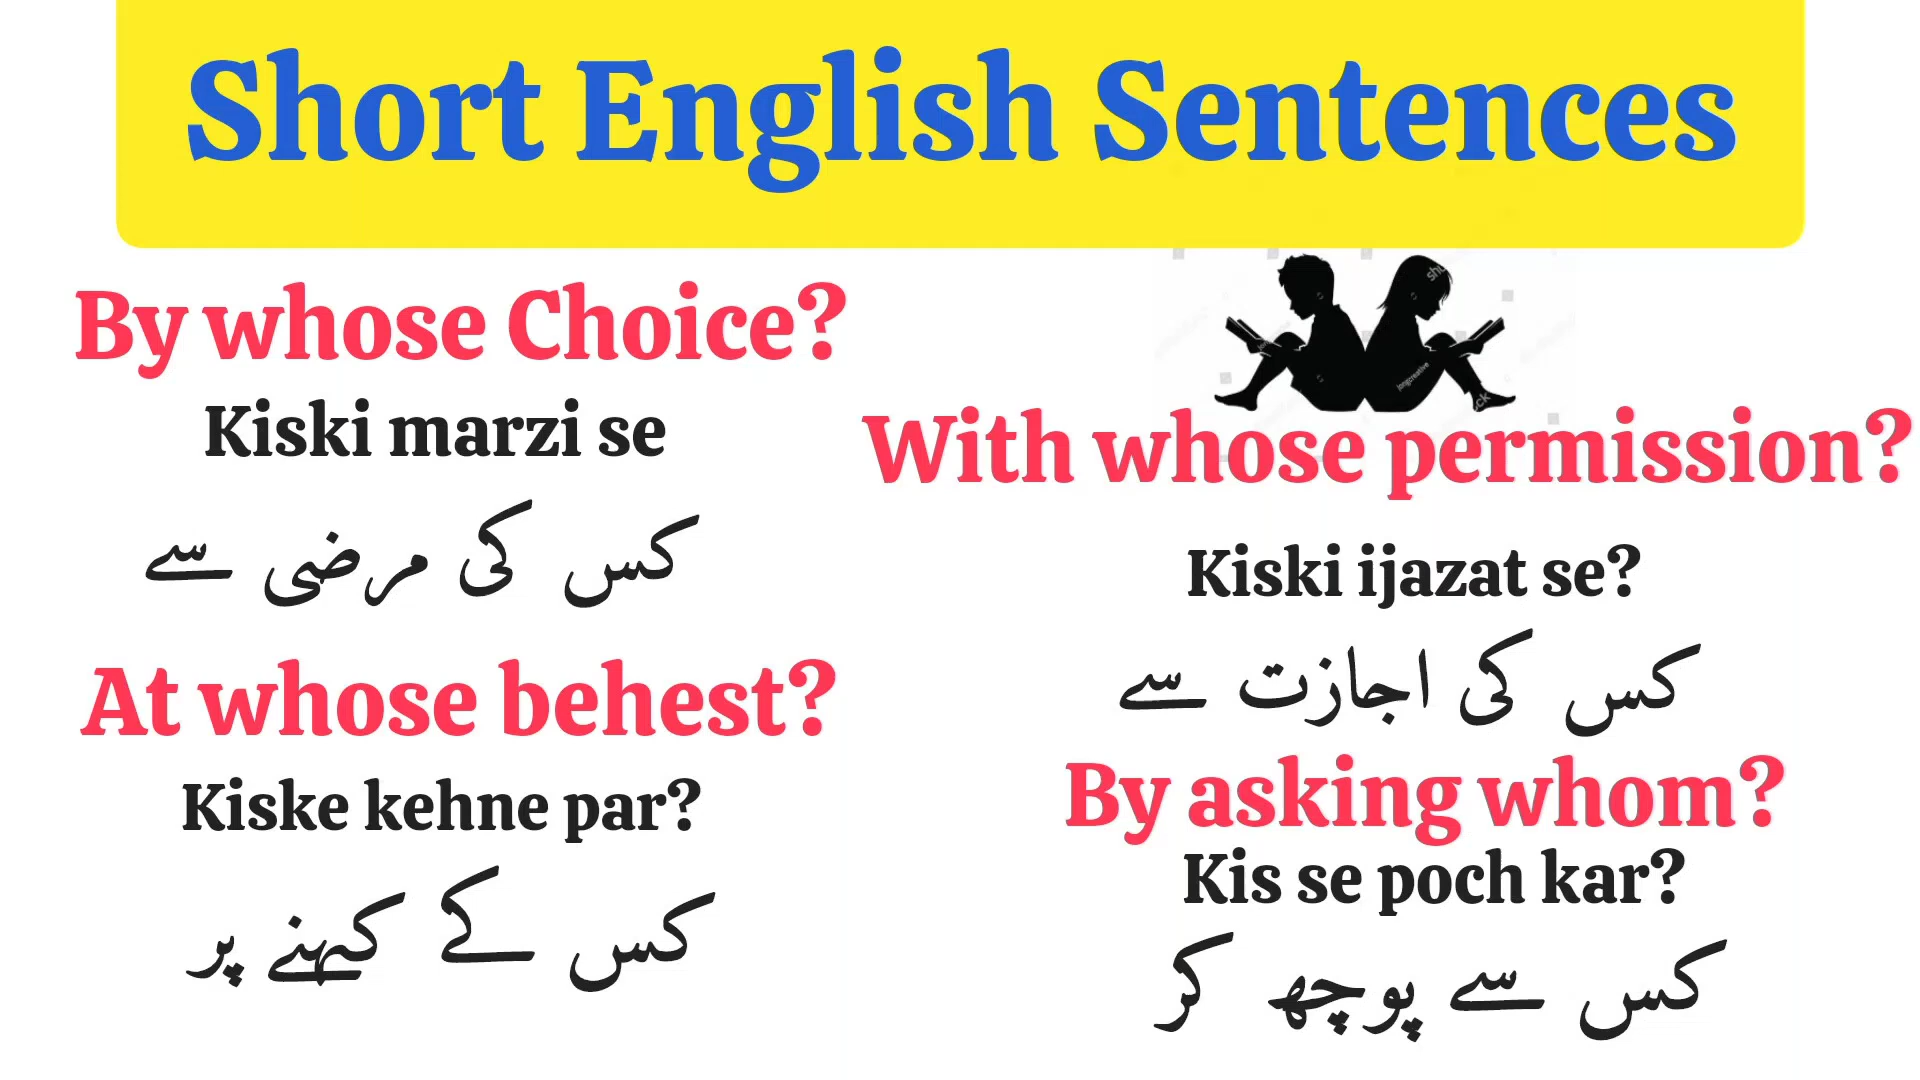 Short English Sentences
By whose Choice?
Kiski marzi se
کس کی مرضی سے
At whose behest?
Kiske kehne par?
کس کے کہنے پر
With whose permission?
Kiski ijazat se?
کس کی اجازت سے
By asking whom?
Kis se poch kar?
کس سے پوچھ کر